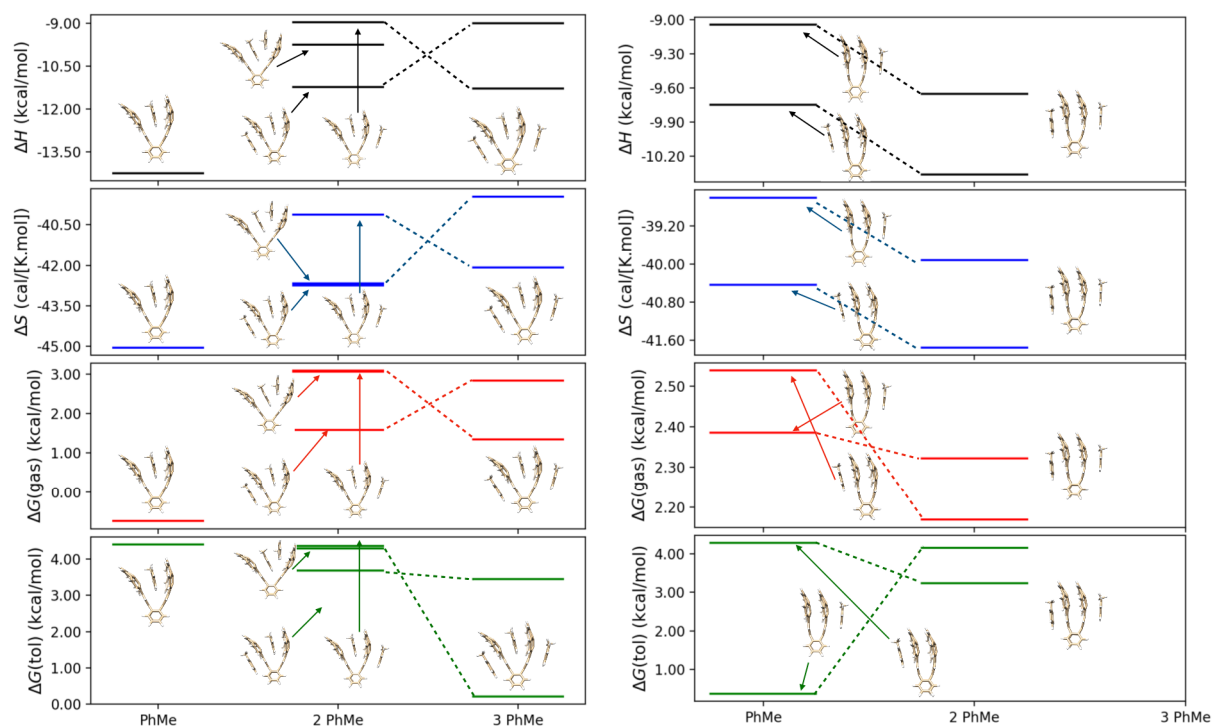 -9.00
-10.50
-12.00
-13.50
ΔH (kcal/mol)
-40.50
-42.00
-43.50
-45.00
ΔS (cal/[K.mol])
3.00
2.00
1.00
0.00
ΔG(gas) (kcal/mol)
4.00
3.00
2.00
1.00
0.00
ΔG(tol) (kcal/mol)
PhMe
2 PhMe
3 PhMe
-9.00
-9.30
-9.60
-9.90
-10.20
ΔH (kcal/mol)
-39.20
-40.00
-40.80
-41.60
ΔS (cal/[K.mol])
2.50
2.40
2.30
2.20
ΔG(gas) (kcal/mol)
4.00
3.00
2.00
1.00
ΔG(tol) (kcal/mol)
PhMe
2 PhMe
3 PhMe